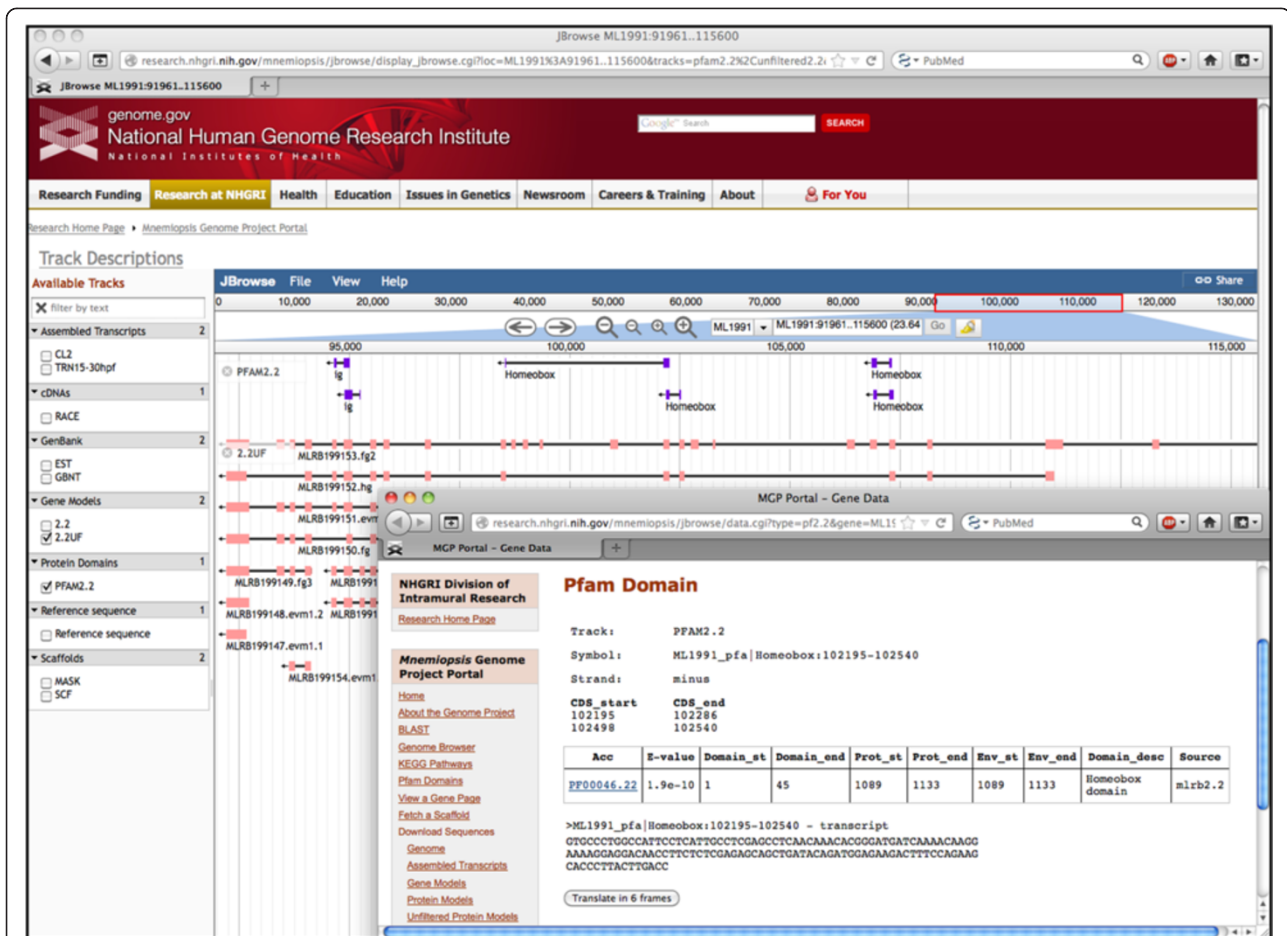 JBrowse ML1991:91961..115600
research.nhgri.nih.gov/mnemiopsis/jbrowse/display_jbrowse.cgi?loc=ML1991%3A91961..115600&tracks=pfam2.2%2Cunfiltered2.2
PubMed
JBrowse ML1991:91961..115600
genome.gov
National Human Genome Research Institute
National Institutes of Health
Google™ Search
SEARCH
Research Funding Research at NHGRI Health Education Issues in Genetics Newsroom Careers & Training About For You
Research Home Page Mnemiopsis Genome Project Portal
Track Descriptions
Available Tracks
filter by text
Assembled Transcripts 2
CL2
TRN15-30hpf
cDNAs 1
RACE
GenBank 2
EST
GBNT
Gene Models 2
2.2
2.2UF
Protein Domains 1
PFAM2.2
Reference sequence 1
Reference sequence
Scaffolds 2
MASK
SCF
JBrowse File View Help Share
0 10,000 20,000 30,000 40,000 50,000 60,000 70,000 80,000 90,000 100,000 110,000 120,000 130,000
ML1991 ML1991:91961..115600 (23.64 Go
95,000 100,000 105,000 110,000 115,000
PFAM2.2
Ig Homeobox Homeobox
Ig Homeobox Homeobox
2.2UF
MLRB199153.fg2
MLRB199152.hg
MLRB199151.evm
MLRB199150.fg
MLRB199149.fg3 MLRB1991
MLRB199148.evm1.2 MLRB1991
MLRB199147.evm1.1
MLRB199154.evm1
MGP Portal - Gene Data
research.nhgri.nih.gov/mnemiopsis/jbrowse/data.cgi?type=pf2.2&gene=ML19
PubMed
MGP Portal - Gene Data
NHGRI Division of
Intramural Research
Research Home Page
Mnemiopsis Genome
Project Portal
Home
About the Genome Project
BLAST
Genome Browser
KEGG Pathways
Pfam Domains
View a Gene Page
Fetch a Scaffold
Download Sequences
Genome
Assembled Transcripts
Gene Models
Protein Models
Unfiltered Protein Models
Pfam Domain
Track: PFAM2.2
Symbol: ML1991_pfa|Homeobox:102195-102540
Strand: minus
CDS_start CDS_end
102195 102286
102498 102540
Acc E-value Domain_st Domain_end Prot_st Prot_end Env_st Env_end Domain_desc Source
PF00046.22 1.9e-10 1 45 1089 1133 1089 1133 Homeobox domain mlrb2.2
>ML1991_pfa|Homeobox:102195-102540 - transcript
GTGCCCTGGCCATTCCTCATTGCCTCGAGCCTCAACAAACACGGGATGATCAAAACAAGG
AAAAGGAGGACAACCTTCTCTCGAGAGCAGCTGATACAGATGGAGAAGACTTTCCAGAAG
CACCCTTACTTGACC
Translate in 6 frames